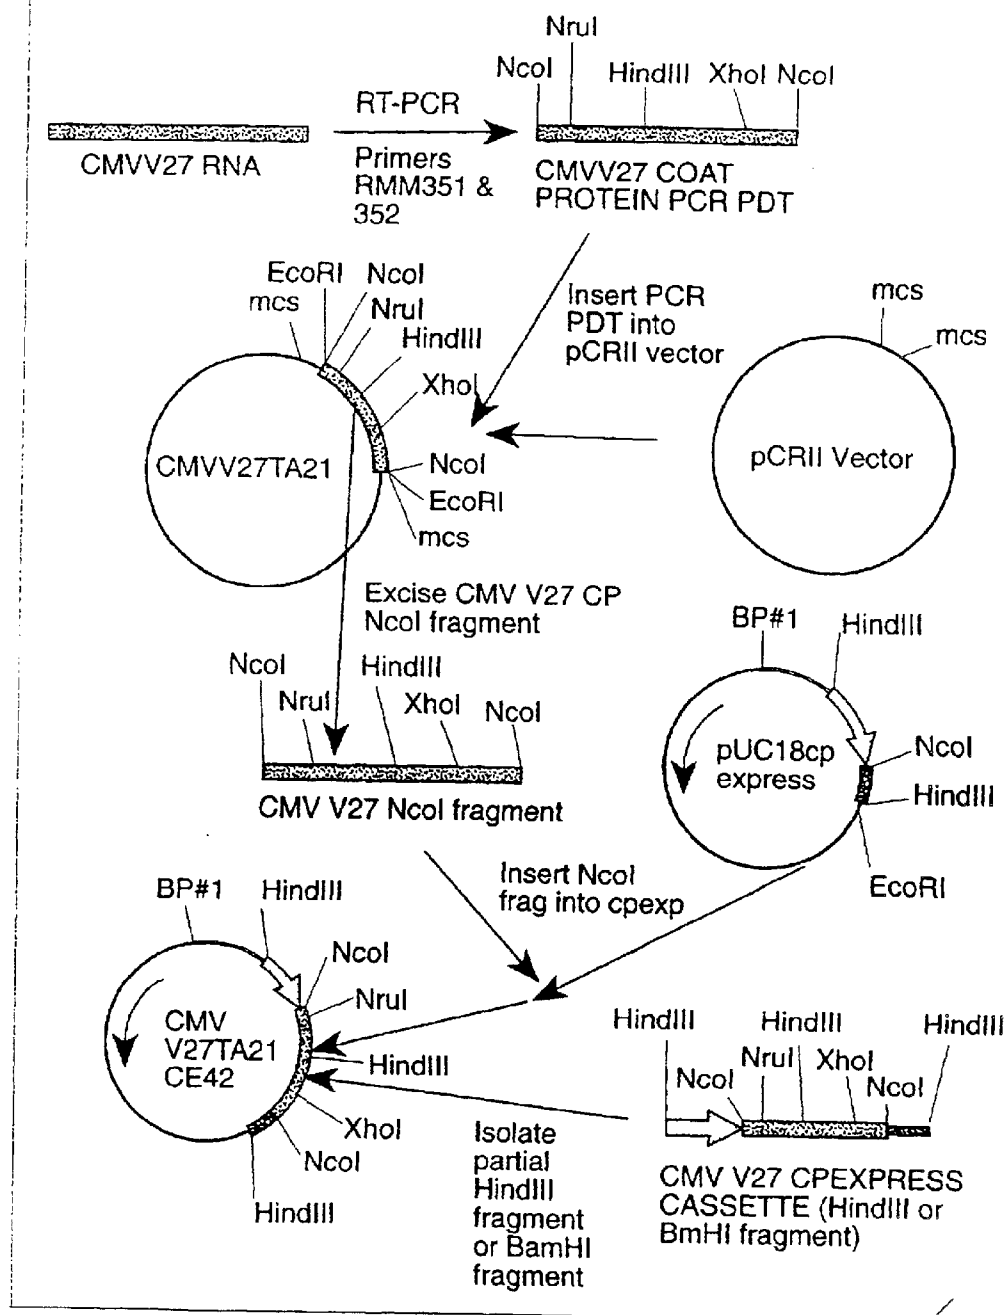 NruI
NcoI
HindIII
XhoI
NcoI
RT-PCR
Primers
RMM351 &
352
CMVV27 RNA
CMVV27 COAT
PROTEIN PCR PDT
EcoRI
NcoI
mcs
NruI
HindIII
XhoI
CMVV27TA21
NcoI
EcoRI
mcs
Insert PCR
PDT into
pCRII vector
mcs
mcs
pCRII Vector
Excise CMV V27 CP
NcoI fragment
NcoI
NruI
HindIII
XhoI
NcoI
CMV V27 NcoI fragment
BP#1
HindIII
pUC18cp
express
NcoI
HindIII
EcoRI
Insert NcoI
frag into cpexp
BP#1
HindIII
NcoI
NruI
CMV
V27TA21
CE42
HindIII
XhoI
NcoI
HindIII
Isolate
partial
HindIII
fragment
or BamHI
fragment
HindIII
HindIII
HindIII
NcoI
NruI
XhoI
NcoI
CMV V27 CPEXPRESS
CASSETTE (HindIII or
BmHI fragment)